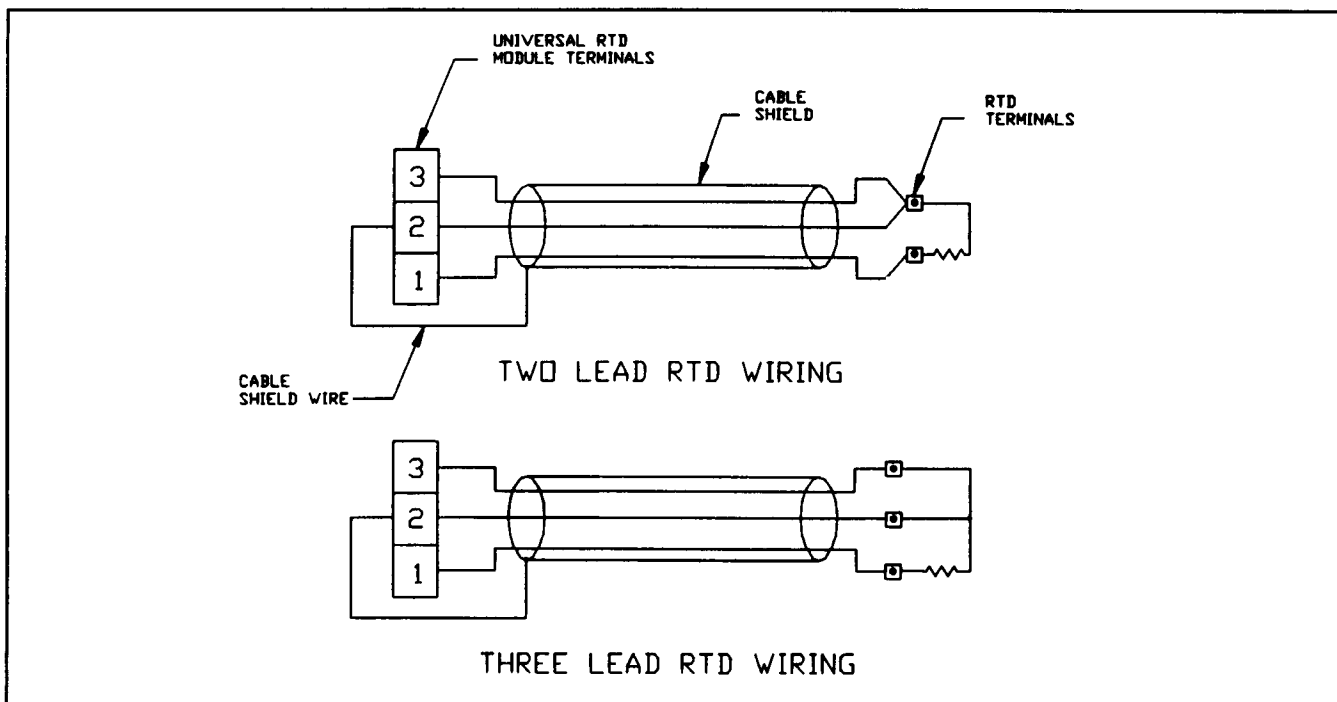 UNIVERSAL RTD
MODULE TERMINALS
CABLE
SHIELD
RTD
TERMINALS
3
2
1
TWO LEAD RTD WIRING
CABLE
SHIELD WIRE
3
2
1
THREE LEAD RTD WIRING